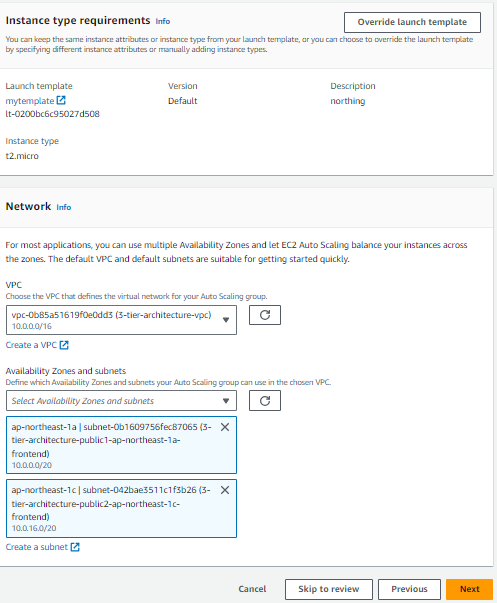 Instance type requirements Info
Override launch template
You can keep the same instance attributes or instance type from your launch template, or you can choose to override the launch template
by specifying different instance attributes or manually adding instance types.
Launch template
Version
Description
mytemplate
Default
northing
lt-0200bc6c95027d508
Instance type
t2.micro
Network Info
For most applications, you can use multiple Availability Zones and let EC2 Auto Scaling balance your instances across
the zones. The default VPC and default subnets are suitable for getting started quickly.
VPC
Choose the VPC that defines the virtual network for your Auto Scaling group.
vpc-0b85a51619f0e0dd3 (3-tier-architecture-vpc)
10.0.0.0/16
Create a VPC
Availability Zones and subnets
Define which Availability Zones and subnets your Auto Scaling group can use in the chosen VPC.
Select Availability Zones and subnets
ap-northeast-1a | subnet-0b1609756fec87065 (3-
tier-architecture-public1-ap-northeast-1a-
frontend)
10.0.0.0/20
ap-northeast-1c | subnet-042bae3511c1f3b26 (3-
tier-architecture-public2-ap-northeast-1c-
frontend)
10.0.16.0/20
Create a subnet
Cancel
Skip to review
Previous
Next